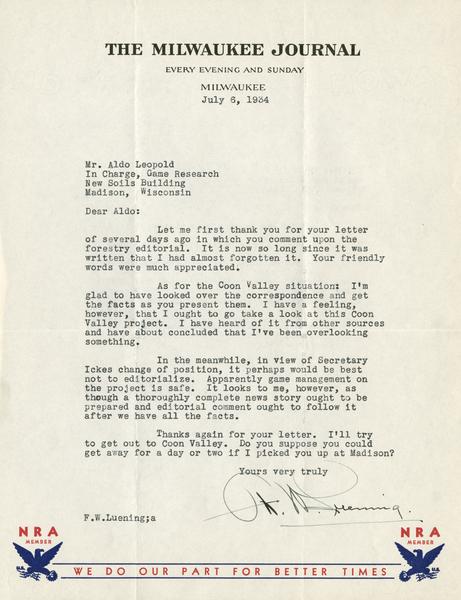 THE MILWAUKEE JOURNAL
EVERY EVENING AND SUNDAY
MILWAUKEE
July 6, 1934
Mr. Aldo Leopold
In Charge, Game Research
New Soils Building
Madison, Wisconsin
Dear Aldo:
Let me first thank you for your letter
of several days ago in which you comment upon the
forestry editorial. It is now so long since it was
written that I had almost forgotten it. Your friendly
words were much appreciated.
As for the Coon Valley situation: I'm
glad to have looked over the correspondence and get
the facts as you present them. I have a feeling,
however, that I ought to go take a look at this Coon
Valley project. I have heard of it from other sources
and have about concluded that I've been overlooking
something.
In the meanwhile, in view of Secretary
Ickes change of position, it perhaps would be best
not to editorialize. Apparently game management on
the project is safe. It looks to me, however, as
though a thoroughly complete news story ought to be
prepared and editorial comment ought to follow it
after we have all the facts.
Thanks again for your letter. I'll try
to get out to Coon Valley. Do you suppose you could
get away for a day or two if I picked you up at Madison?
Yours very truly
F. W. Luening.
F.W.Luening;a
NRA
MEMBER
U.S.
NRA
MEMBER
U.S.
WE DO OUR PART FOR BETTER TIMES